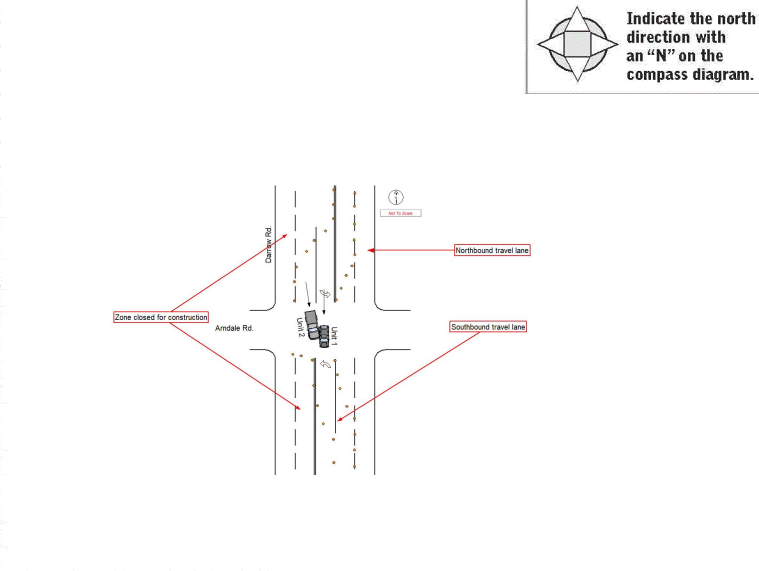 Indicate the north
direction with
an “N” on the
compass diagram.
Not To Scale
Darrow Rd.
Northbound travel lane
Zone closed for construction
Arndale Rd.
Unit 2
Unit 1
Southbound travel lane